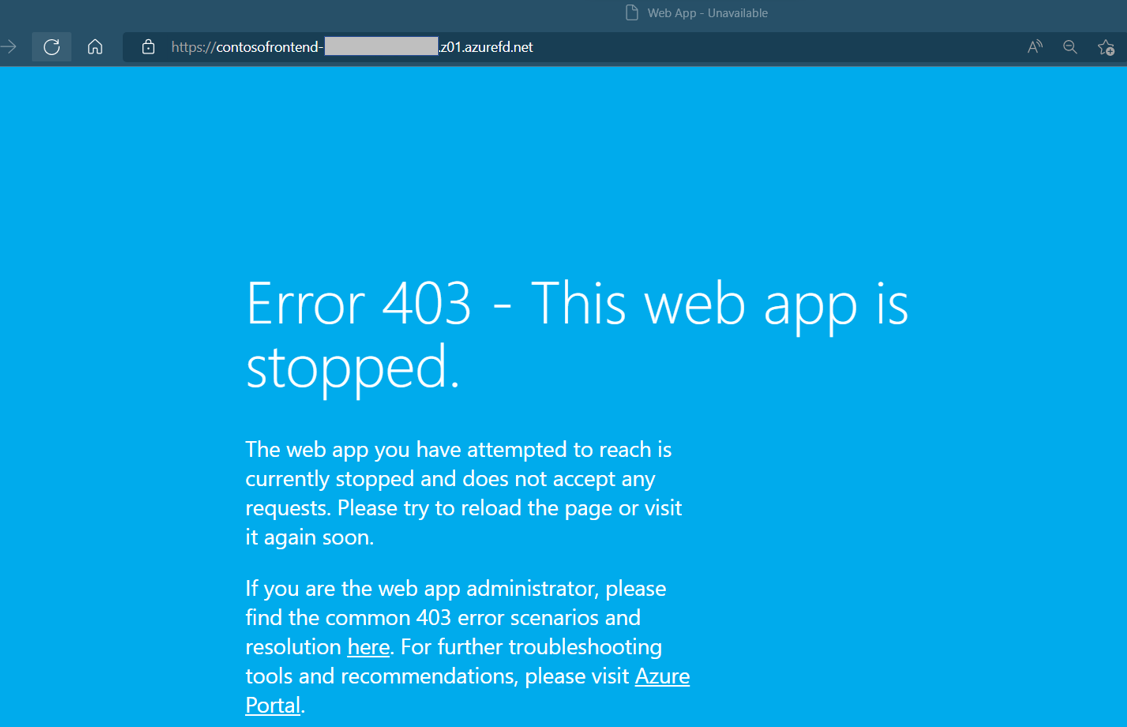 Web App - Unavailable
https://contosofrontend- .z01.azurefd.net
Error 403 - This web app is
stopped.
The web app you have attempted to reach is
currently stopped and does not accept any
requests. Please try to reload the page or visit
it again soon.
If you are the web app administrator, please
find the common 403 error scenarios and
resolution here. For further troubleshooting
tools and recommendations, please visit Azure
Portal.